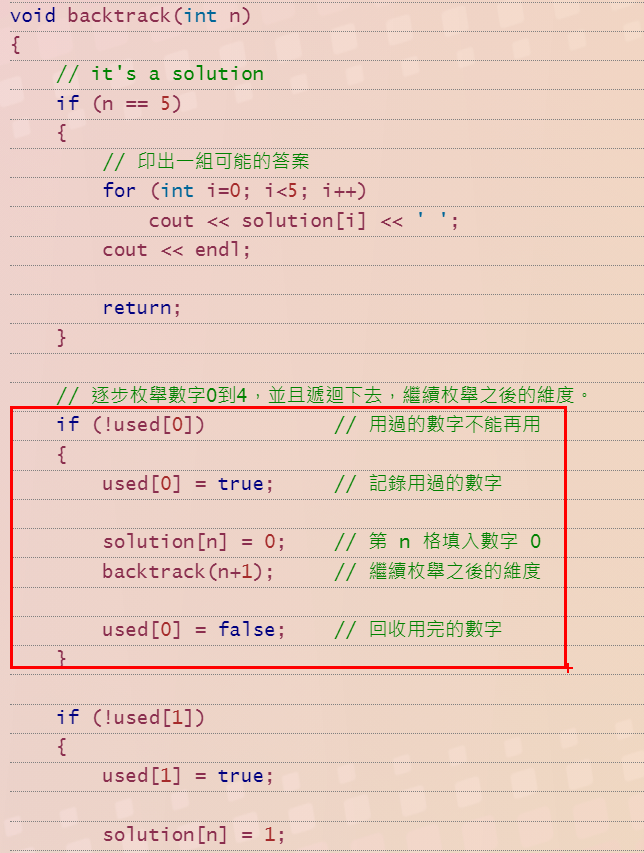 void backtrack(int n)
{
    // it's a solution
    if (n == 5)
    {
        // 印出一組可能的答案
        for (int i=0; i<5; i++)
            cout << solution[i] << ' ';
        cout << endl;

        return;
    }

    // 逐步枚舉數字0到4，並且遞迴下去，繼續枚舉之後的維度。
    if (!used[0])           // 用過的數字不能再用
    {
        used[0] = true;     // 記錄用過的數字

        solution[n] = 0;    // 第 n 格填入數字 0
        backtrack(n+1);     // 繼續枚舉之後的維度

        used[0] = false;    // 回收用完的數字
    }

    if (!used[1])
    {
        used[1] = true;

        solution[n] = 1;